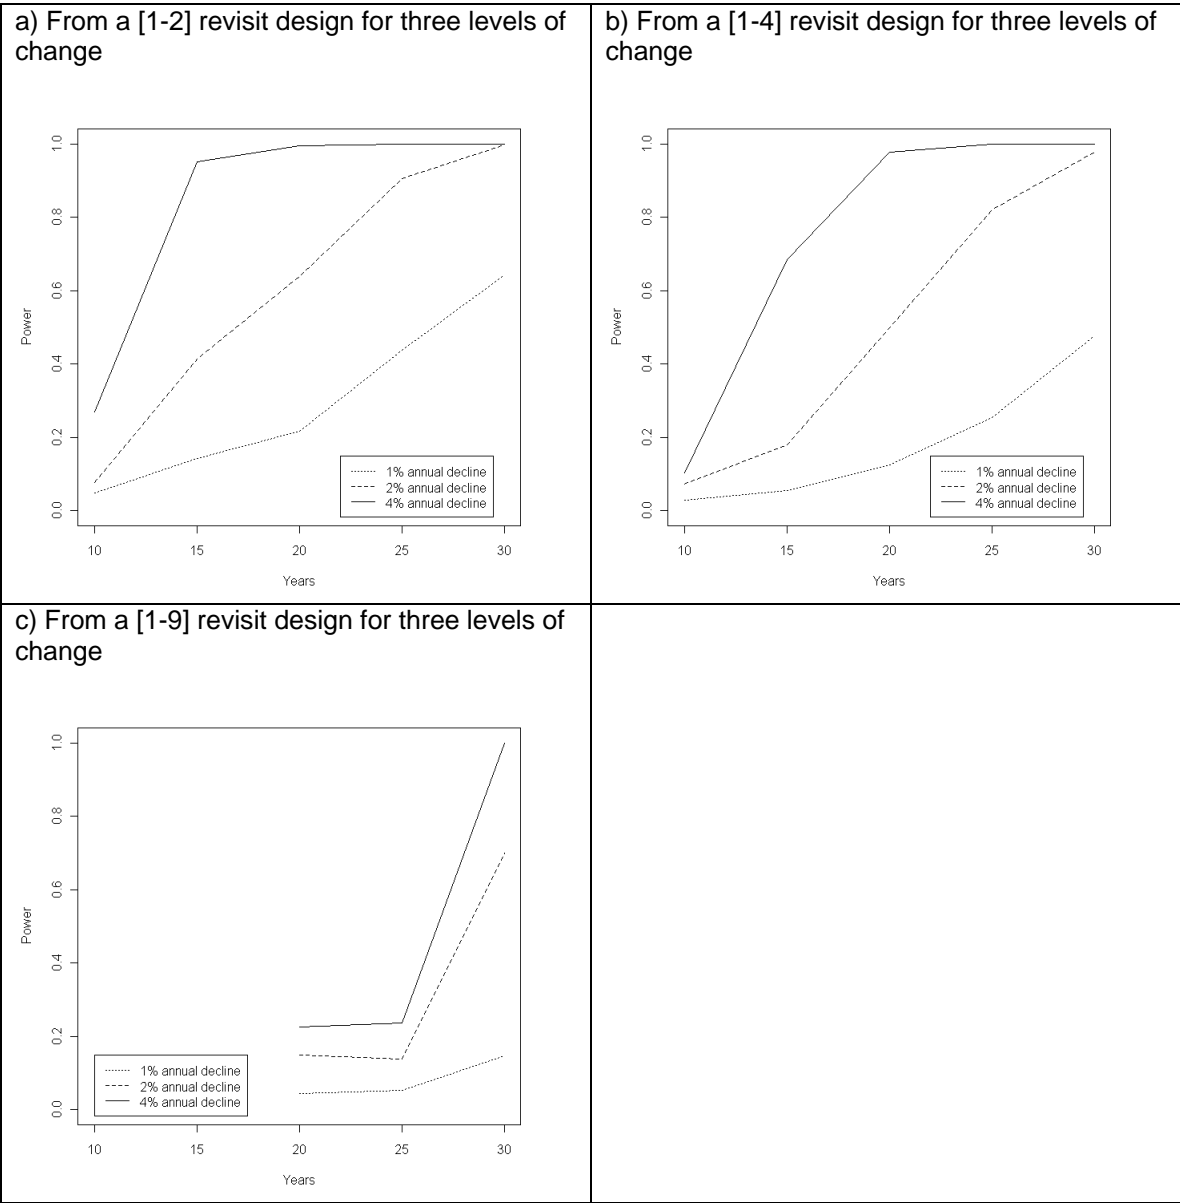 a) From a [1-2] revisit design for three levels of
change
1.0
0.8
0.6
0.4
0.2
0.0
Power
1% annual decline
2% annual decline
4% annual decline
10 15 20 25 30
Years
b) From a [1-4] revisit design for three levels of
change
1.0
0.8
0.6
0.4
0.2
0.0
Power
1% annual decline
2% annual decline
4% annual decline
10 15 20 25 30
Years
c) From a [1-9] revisit design for three levels of
change
1.0
0.8
0.6
0.4
0.2
0.0
Power
1% annual decline
2% annual decline
4% annual decline
10 15 20 25 30
Years